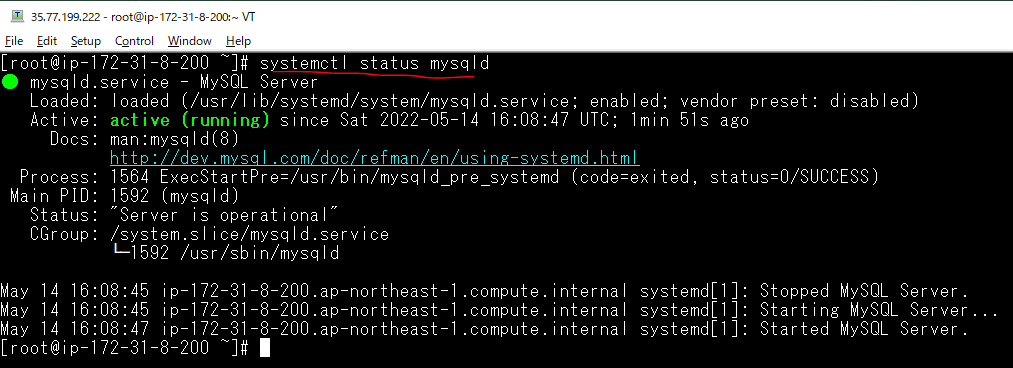 35.77.199.222 - root@ip-172-31-8-200:~ VT
File Edit Setup Control Window Help
[root@ip-172-31-8-200 ~]# systemctl status mysqld
● mysqld.service - MySQL Server
Loaded: loaded (/usr/lib/systemd/system/mysqld.service; enabled; vendor preset: disabled)
Active: active (running) since Sat 2022-05-14 16:08:47 UTC; 1min 51s ago
Docs: man:mysqld(8)
http://dev.mysql.com/doc/refman/en/using-systemd.html
Process: 1564 ExecStartPre=/usr/bin/mysqld_pre_systemd (code=exited, status=0/SUCCESS)
Main PID: 1592 (mysqld)
Status: "Server is operational"
CGroup: /system.slice/mysqld.service
└─1592 /usr/sbin/mysqld
May 14 16:08:45 ip-172-31-8-200.ap-northeast-1.compute.internal systemd[1]: Stopped MySQL Server.
May 14 16:08:45 ip-172-31-8-200.ap-northeast-1.compute.internal systemd[1]: Starting MySQL Server...
May 14 16:08:47 ip-172-31-8-200.ap-northeast-1.compute.internal systemd[1]: Started MySQL Server.
[root@ip-172-31-8-200 ~]#